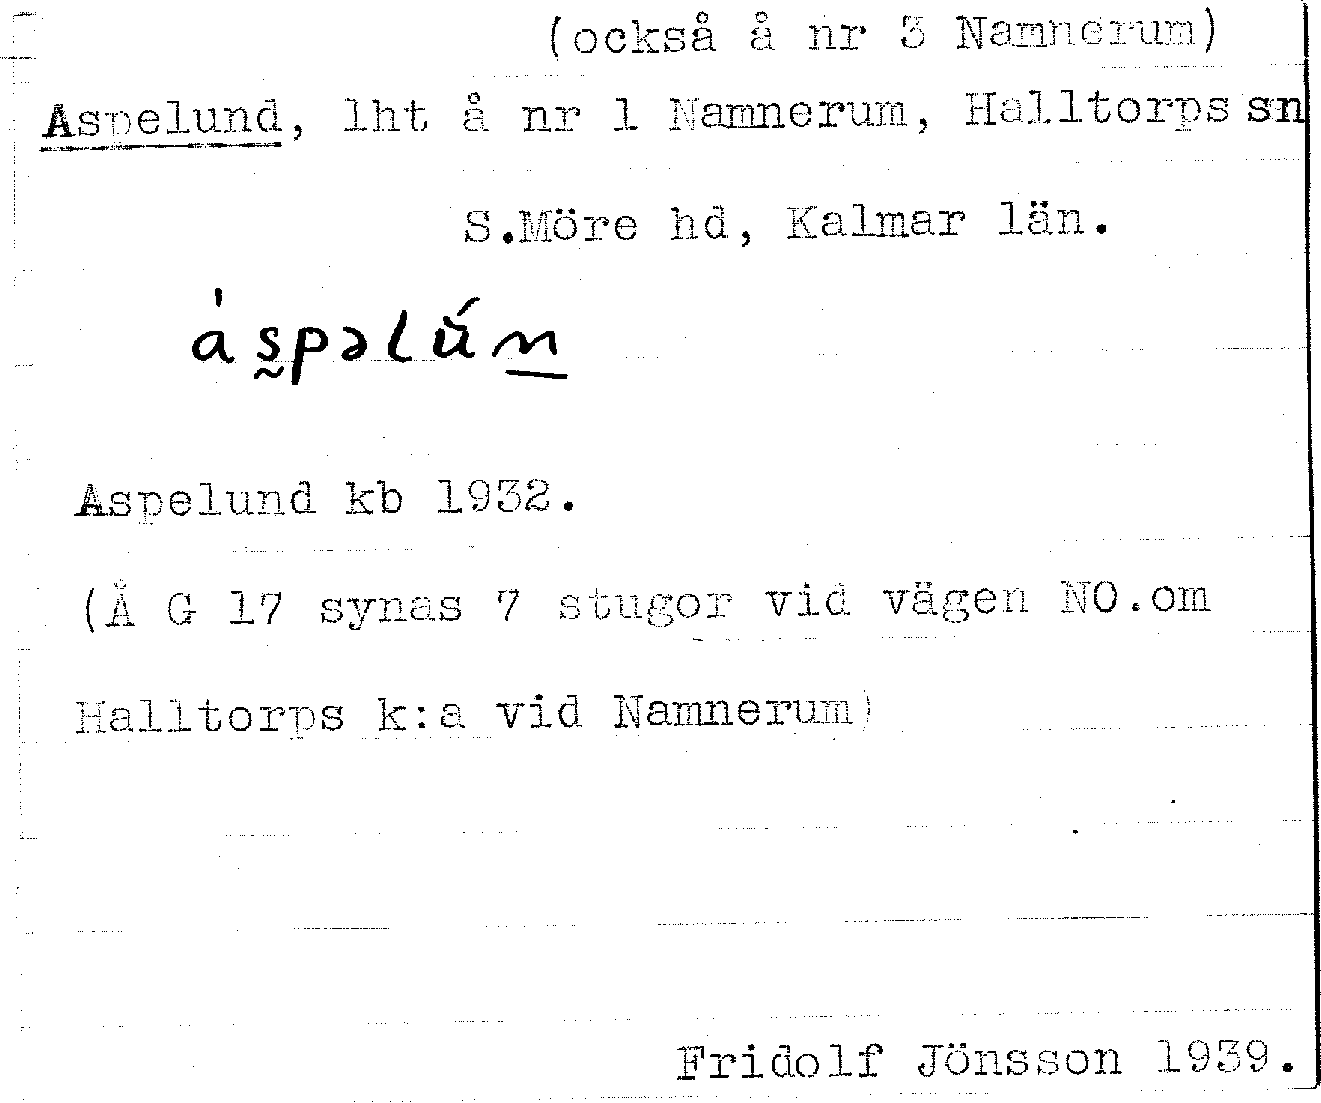 (också å nr 3 Namnerum)
Aspelund, lht å nr 1 Namnerum, Halltorps sn
S.Möre hd, Kalmar län.
a̍s̰pəlǘn̲
Aspelund kb 1932.
(Å G 17 synas 7 stugor vid vägen NO.om
Halltorps k:a vid Namnerum)
Fridolf Jönsson 1939.